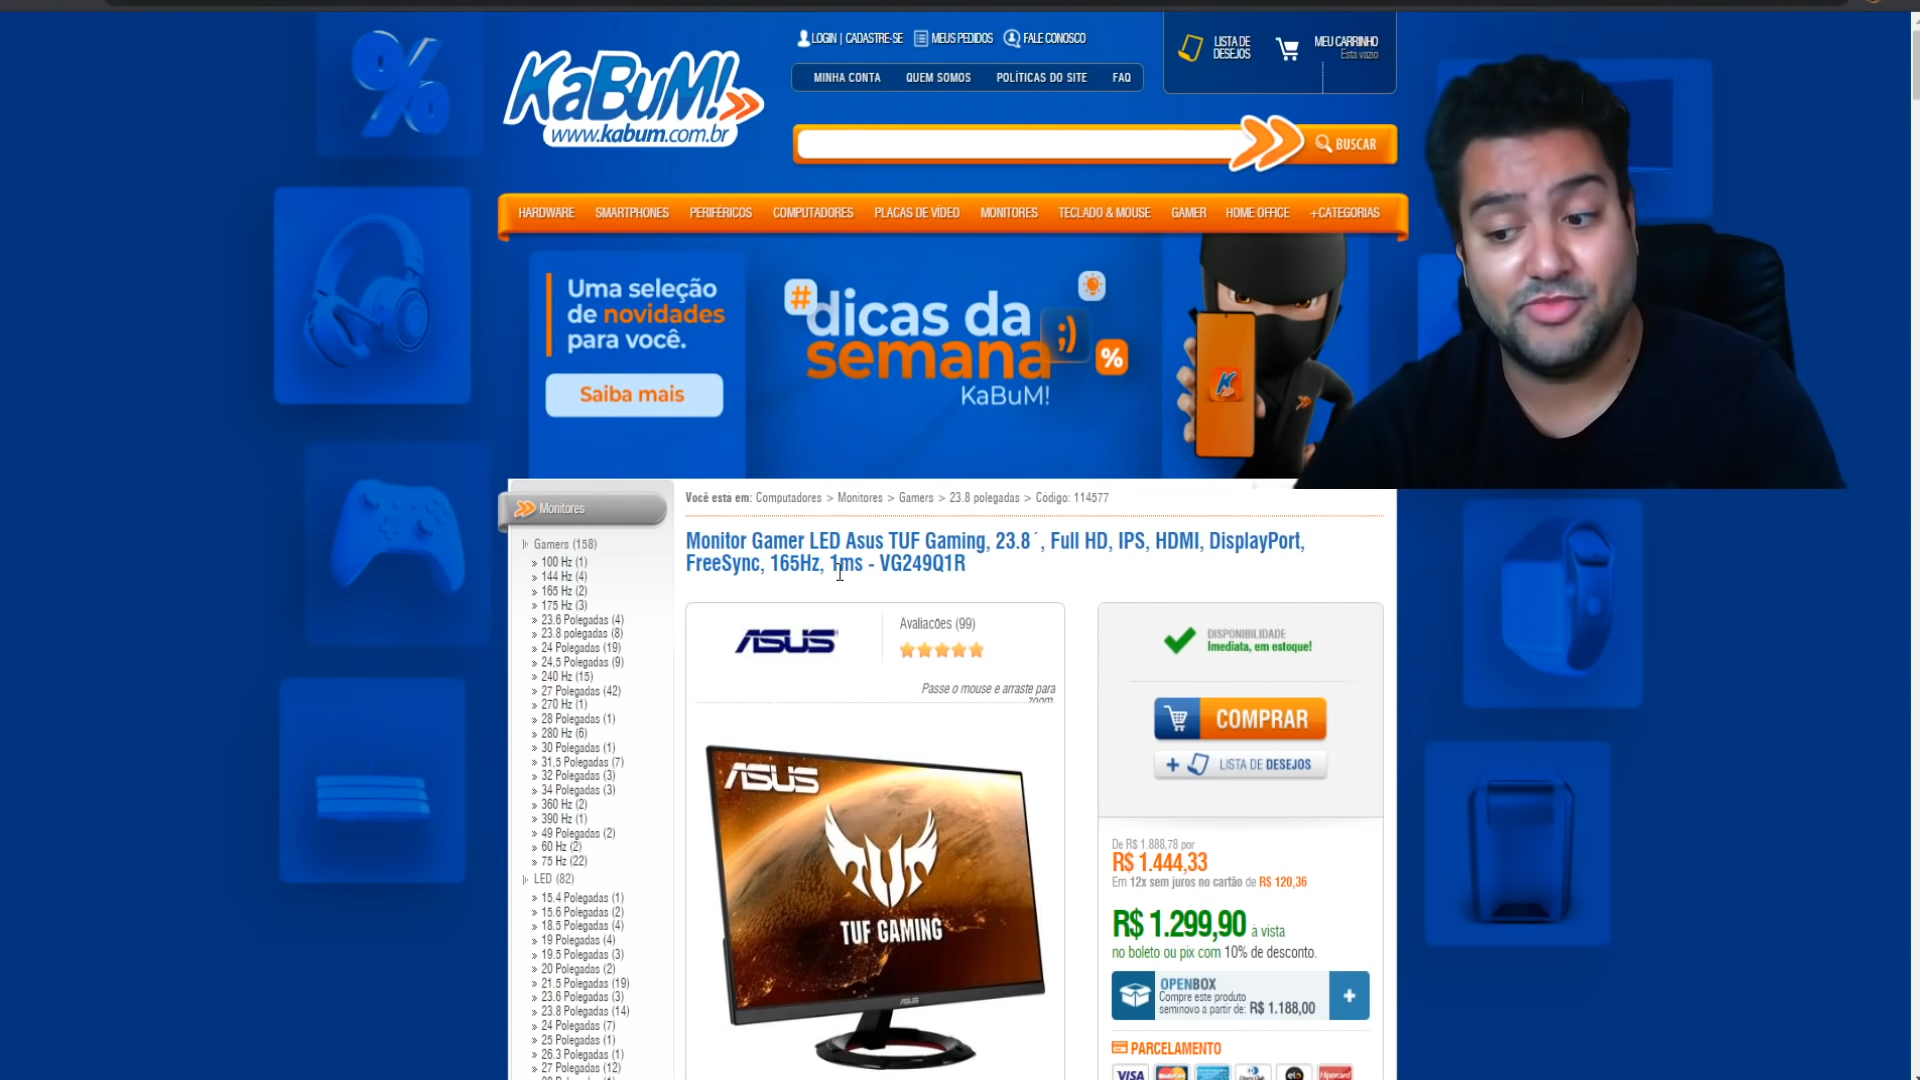 LOGIN | CADASTRE-SE MEUS PEDIDOS FALE CONOSCO
LISTA DE DESEJOS
MEU CARRINHO
Está vazio
KaBuM!
www.kabum.com.br
MINHA CONTA QUEM SOMOS POLÍTICAS DO SITE FAQ
BUSCAR
HARDWARE SMARTPHONES PERIFÉRICOS COMPUTADORES PLACAS DE VÍDEO MONITORES TECLADO & MOUSE GAMER HOME OFFICE +CATEGORIAS
Uma seleção
de novidades
para você.
Saiba mais
#dicas da
semana
KaBuM!
;)
%
Monitores
Gamers (158)
» 100 Hz (1)
» 144 Hz (4)
» 165 Hz (2)
» 175 Hz (3)
» 23.6 Polegadas (4)
» 23.8 polegadas (8)
» 24 Polegadas (19)
» 24,5 Polegadas (9)
» 240 Hz (15)
» 27 Polegadas (42)
» 270 Hz (1)
» 28 Polegadas (1)
» 280 Hz (6)
» 30 Polegadas (1)
» 31,5 Polegadas (7)
» 32 Polegadas (3)
» 34 Polegadas (3)
» 360 Hz (2)
» 390 Hz (1)
» 49 Polegadas (2)
» 60 Hz (2)
» 75 Hz (22)
LED (82)
» 15.4 Polegadas (1)
» 15.6 Polegadas (2)
» 18.5 Polegadas (4)
» 19 Polegadas (4)
» 19.5 Polegadas (3)
» 20 Polegadas (2)
» 21.5 Polegadas (19)
» 23.6 Polegadas (3)
» 23.8 Polegadas (14)
» 24 Polegadas (7)
» 25 Polegadas (1)
» 26.3 Polegadas (1)
» 27 Polegadas (12)
Você está em: Computadores > Monitores > Gamers > 23.8 polegadas > Código: 114577
Monitor Gamer LED Asus TUF Gaming, 23.8´, Full HD, IPS, HDMI, DisplayPort,
FreeSync, 165Hz, 1ms - VG249Q1R
ASUS
Avaliacões (99)
Passe o mouse e arraste para
zoom.
ASUS
TUF GAMING
ASUS
DISPONIBILIDADE
Imediata, em estoque!
COMPRAR
+ LISTA DE DESEJOS
De R$ 1.888,78 por
R$ 1.444,33
Em 12x sem juros no cartão de R$ 120,36
R$ 1.299,90 à vista
no boleto ou pix com 10% de desconto.
OPENBOX
Compre este produto
seminovo a partir de: R$ 1.188,00
+
PARCELAMENTO
VISA elo Hipercard